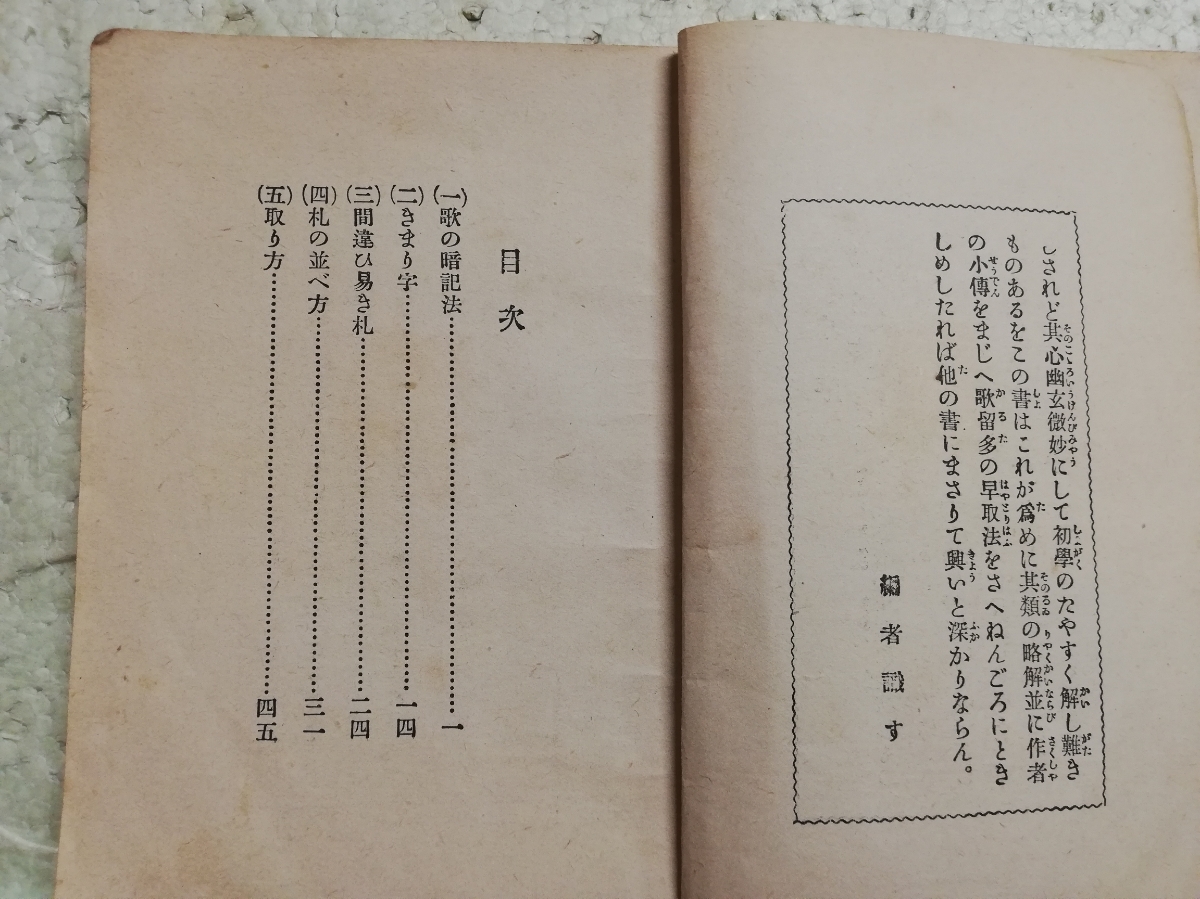 しされど其心幽玄微妙にして初學のたやすく解し難き
ものあるをこの書はこれが爲めに其類の略解並に作者
の小傳をまじへ歌留多の早取法をさへねんごろにとき
しめしたれば他の書にまさりて興いと深かりならん。
編者識す
目次
(一)歌の暗記法……一
(二)きまり字……一四
(三)間違ひ易き札……二四
(四)札の並べ方……三一
(五)取り方……四五